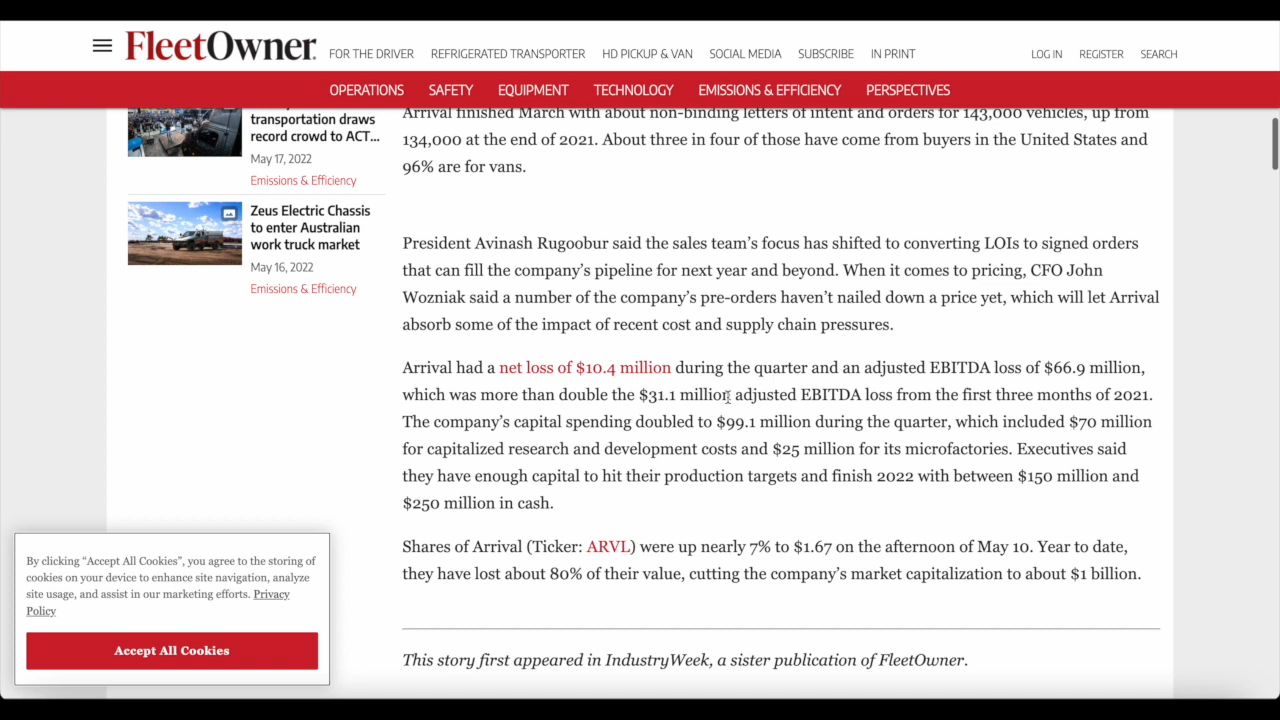 FleetOwner.
FOR THE DRIVER REFRIGERATED TRANSPORTER HD PICKUP & VAN SOCIAL MEDIA SUBSCRIBE IN PRINT
LOG IN REGISTER SEARCH
OPERATIONS SAFETY EQUIPMENT TECHNOLOGY EMISSIONS & EFFICIENCY PERSPECTIVES
transportation draws
record crowd to ACT...
May 17, 2022
Emissions & Efficiency
Zeus Electric Chassis
to enter Australian
work truck market
May 16, 2022
Emissions & Efficiency
Arrival finished March with about non-binding letters of intent and orders for 143,000 vehicles, up from
134,000 at the end of 2021. About three in four of those have come from buyers in the United States and
96% are for vans.
President Avinash Rugoobur said the sales team's focus has shifted to converting LOIs to signed orders
that can fill the company's pipeline for next year and beyond. When it comes to pricing, CFO John
Wozniak said a number of the company's pre-orders haven't nailed down a price yet, which will let Arrival
absorb some of the impact of recent cost and supply chain pressures.
Arrival had a net loss of $10.4 million during the quarter and an adjusted EBITDA loss of $66.9 million,
which was more than double the $31.1 million adjusted EBITDA loss from the first three months of 2021.
The company's capital spending doubled to $99.1 million during the quarter, which included $70 million
for capitalized research and development costs and $25 million for its microfactories. Executives said
they have enough capital to hit their production targets and finish 2022 with between $150 million and
$250 million in cash.
Shares of Arrival (Ticker: ARVL) were up nearly 7% to $1.67 on the afternoon of May 10. Year to date,
they have lost about 80% of their value, cutting the company's market capitalization to about $1 billion.
This story first appeared in IndustryWeek, a sister publication of FleetOwner.
By clicking "Accept All Cookies", you agree to the storing of
cookies on your device to enhance site navigation, analyze
site usage, and assist in our marketing efforts. Privacy
Policy
Accept All Cookies